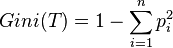 Gini(T) = 1 - \sum_{i=1}^{n} p_i^2